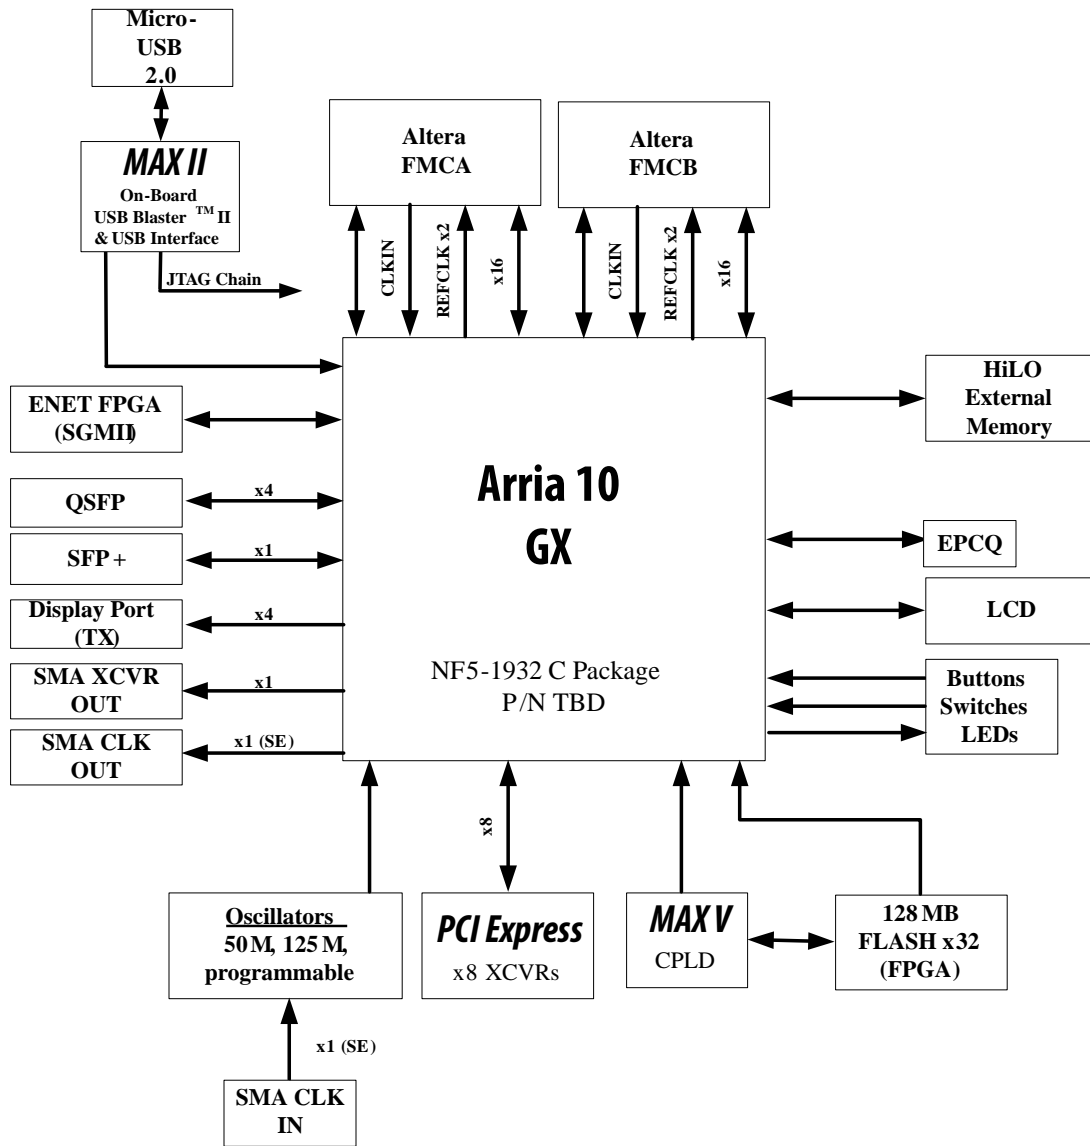 Micro-
USB
2.0
MAX II
On-Board
USB Blaster ™ II
& USB Interface
JTAG Chain
Altera
FMCA
Altera
FMCB
CLKIN
REFCLK x2
x16
CLKIN
REFCLK x2
x16
ENET FPGA
(SGMII)
QSFP
x4
SFP +
x1
Display Port
(TX)
x4
SMA XCVR
OUT
x1
SMA CLK
OUT
x1 (SE)
Arria 10
GX
NF5-1932 C Package
P/N TBD
HiLO
External
Memory
EPCQ
LCD
Buttons
Switches
LEDs
x8
Oscillators
50 M, 125 M,
programmable
PCI Express
x8 XCVRs
MAX V
CPLD
128 MB
FLASH x32
(FPGA)
x1 (SE)
SMA CLK
IN